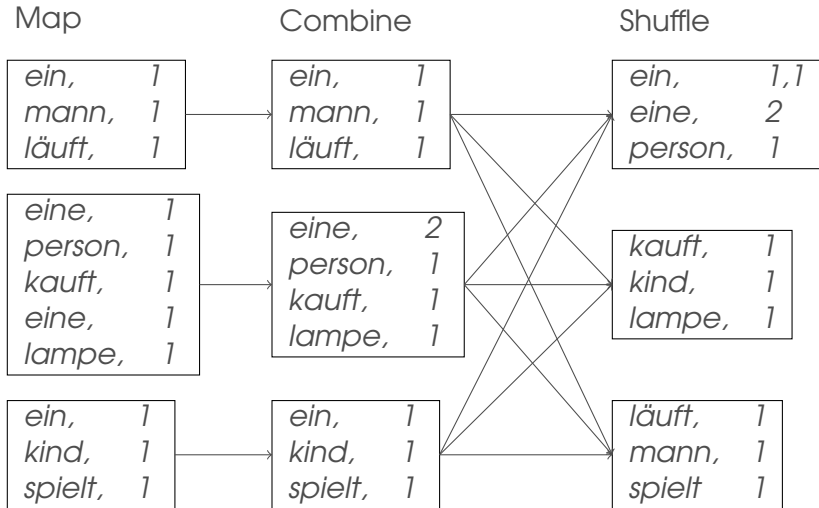 Map
ein, 1
mann, 1
läuft, 1
eine, 1
person, 1
kauft, 1
eine, 1
lampe, 1
ein, 1
kind, 1
spielt, 1
Combine
ein, 1
mann, 1
läuft, 1
eine, 2
person, 1
kauft, 1
lampe, 1
ein, 1
kind, 1
spielt, 1
Shuffle
ein, 1,1
eine, 2
person, 1
kauft, 1
kind, 1
lampe, 1
läuft, 1
mann, 1
spielt 1